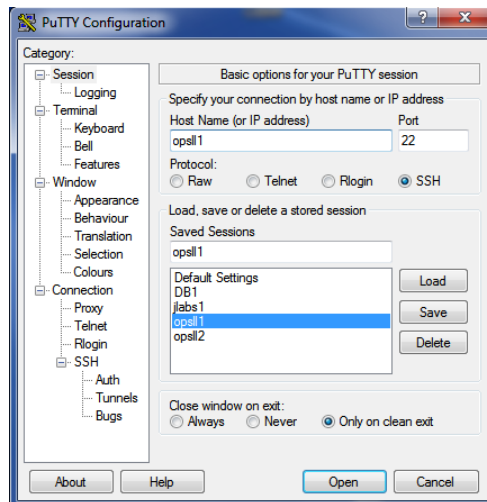 PuTTY Configuration
Category:
Session
Logging
Terminal
Keyboard
Bell
Features
Window
Appearance
Behaviour
Translation
Selection
Colours
Connection
Proxy
Telnet
Rlogin
SSH
Auth
Tunnels
Bugs
Basic options for your PuTTY session
Specify your connection by host name or IP address
Host Name (or IP address) Port
opsll1 22
Protocol:
Raw Telnet Rlogin SSH
Load, save or delete a stored session
Saved Sessions
opsll1
Default Settings
DB1
jlabs1
opsll1
opsll2
Load
Save
Delete
Close window on exit:
Always Never Only on clean exit
About Help Open Cancel